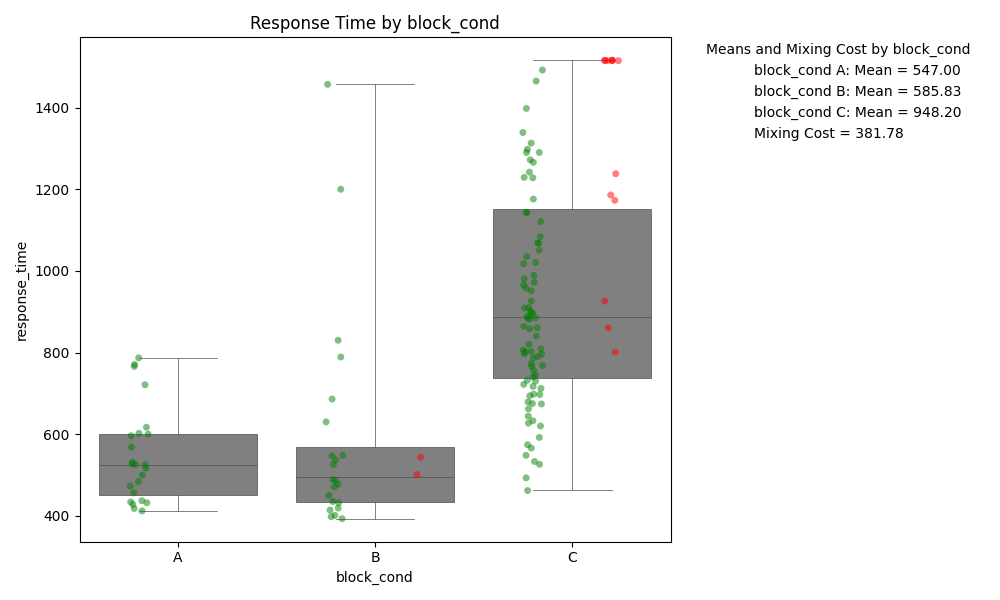 Response Time by block_cond
Means and Mixing Cost by block_cond
block_cond A: Mean = 547.00
block_cond B: Mean = 585.83
block_cond C: Mean = 948.20
Mixing Cost = 381.78
response_time
1400
1200
1000
800
600
400
A
B
C
block_cond